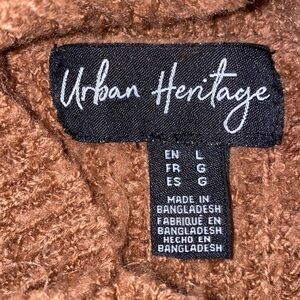 Urban Heritage
EN L
FR G
ES G
MADE IN
BANGLADESH
FABRIQUÉ EN
BANGLADESH
HECHO EN
BANGLADESH